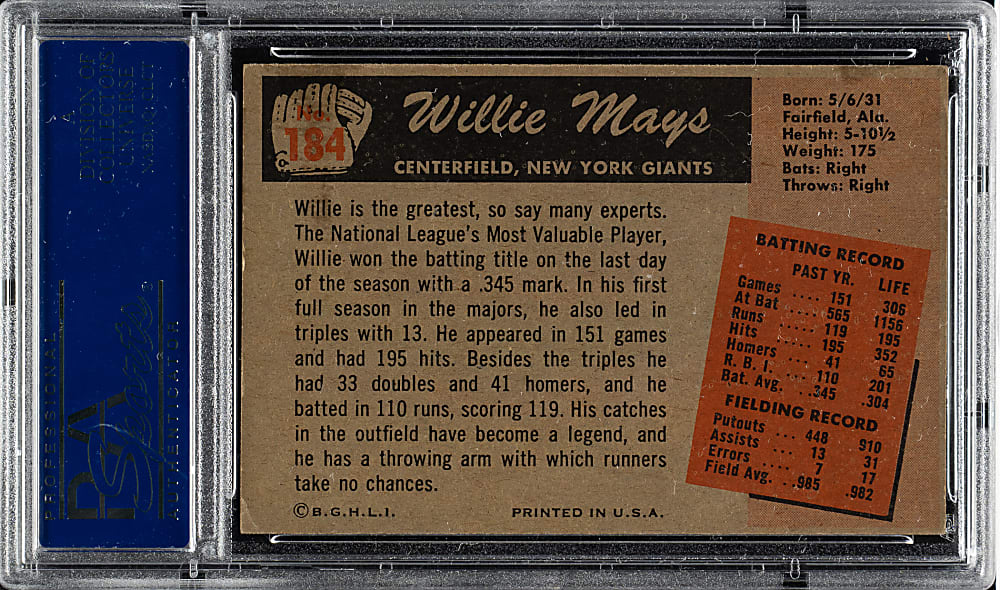 DIVISION OF
COLLECTORS
UNIVERSE
PROFESSIONAL
PSA
Sports
AUTHENTICATOR
No.
184
Willie Mays
CENTERFIELD, NEW YORK GIANTS
Willie is the greatest, so say many experts.
The National League's Most Valuable Player,
Willie won the batting title on the last day
of the season with a .345 mark. In his first
full season in the majors, he also led in
triples with 13. He appeared in 151 games
and had 195 hits. Besides the triples he
had 33 doubles and 41 homers, and he
batted in 110 runs, scoring 119. His catches
in the outfield have become a legend, and
he has a throwing arm with which runners
take no chances.
©B.G.H.L.I. PRINTED IN U.S.A.
Born: 5/6/31
Fairfield, Ala.
Height: 5-10½
Weight: 175
Bats: Right
Throws: Right
BATTING RECORD
PAST YR. LIFE
Games .... 151 306
At Bat .... 565 1156
Runs ..... 119 195
Hits ..... 195 352
Homers ... 41 65
R. B. I. ... 110 201
Bat. Avg. ...345 .304
FIELDING RECORD
Putouts ... 448 910
Assists .... 13 31
Errors .... 7 17
Field Avg. ..985 .982